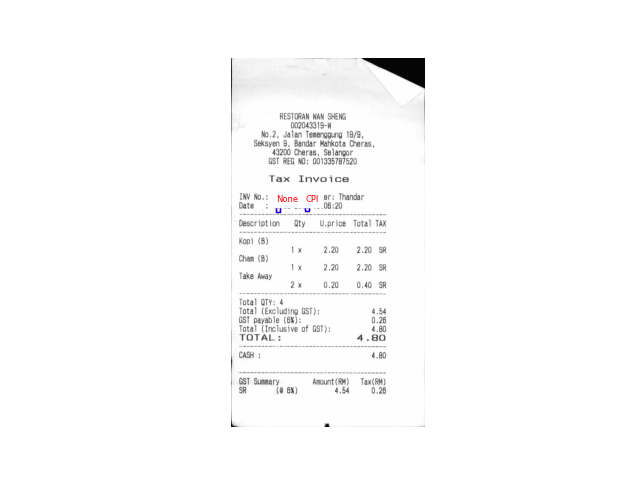 RESTORAN WAN SHENG
002043319-W
No.2, Jalan Temenggung 19/9,
Seksyen 9, Bandar Mahkota Cheras,
43200 Cheras, Selangor
GST REG NO: 001335787520
Tax Invoice
INV No.: None CPI er: Thandar
Date : :08:20
Description Qty U.price Total TAX
Kopi (B)
1 x 2.20 2.20 SR
Cham (B)
1 x 2.20 2.20 SR
Take Away
2 x 0.20 0.40 SR
Total QTY: 4
Total (Excluding GST): 4.54
GST payable (6%): 0.26
Total (Inclusive of GST): 4.80
TOTAL: 4.80
CASH : 4.80
GST Summary Amount(RM) Tax(RM)
SR (@ 6%) 4.54 0.26